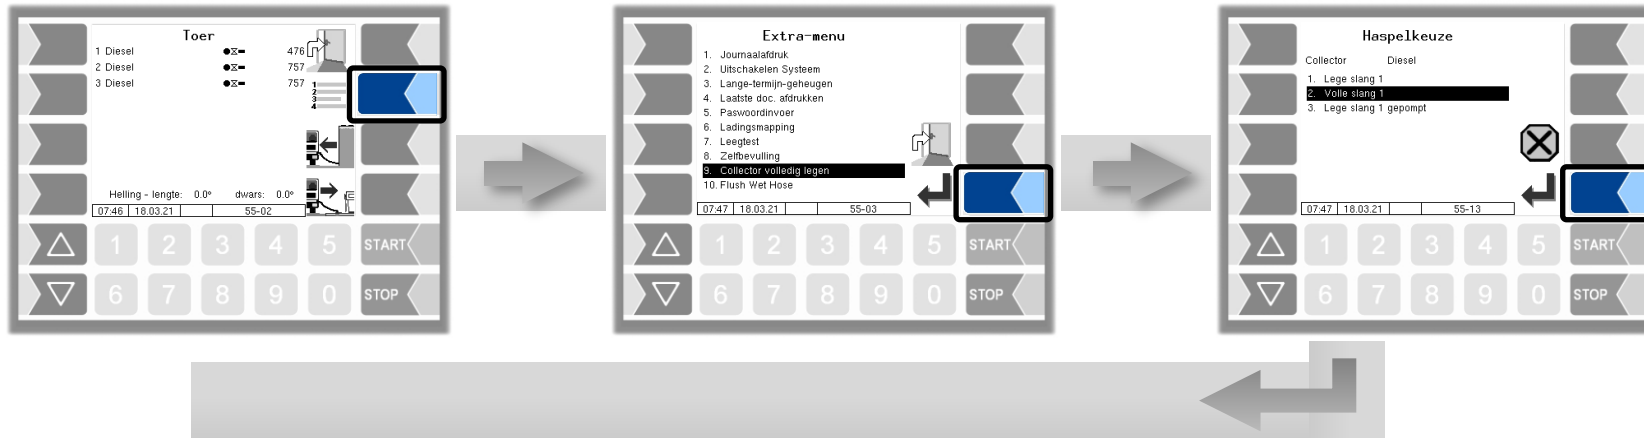 Toer
1 Diesel 476
2 Diesel 757
3 Diesel 757
1
2
3
4
Helling - lengte: 0.0° dwars: 0.0°
07:46 18.03.21 55-02
1 2 3 4 5 START
6 7 8 9 0 STOP
Extra-menu
1. Journaalafdruk
2. Uitschakelen Systeem
3. Lange-termijn-geheugen
4. Laatste doc. afdrukken
5. Paswoordinvoer
6. Ladingsmapping
7. Leegtest
8. Zelfbevulling
9. Collector volledig legen
10. Flush Wet Hose
07:47 18.03.21 55-03
1 2 3 4 5 START
6 7 8 9 0 STOP
Haspelkeuze
Collector Diesel
1. Lege slang 1
2. Volle slang 1
3. Lege slang 1 gepompt
07:47 18.03.21 55-13
1 2 3 4 5 START
6 7 8 9 0 STOP